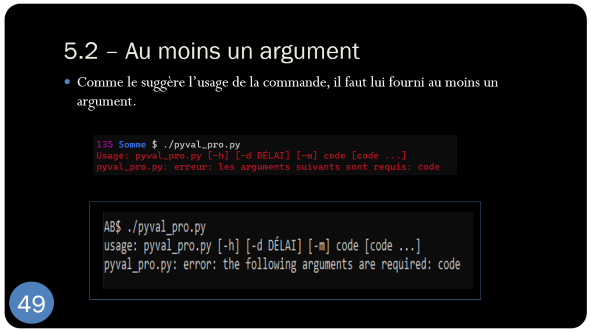 5.2 – Au moins un argument
• Comme le suggère l'usage de la commande, il faut lui fourni au moins un
argument.
135 Somme $ ./pyval_pro.py
Usage: pyval_pro.py [-h] [-d DÉLAI] [-m] code [code ...]
pyval_pro.py: erreur: les arguments suivants sont requis: code
AB$ ./pyval_pro.py
usage: pyval_pro.py [-h] [-d DÉLAI] [-m] code [code ...]
pyval_pro.py: error: the following arguments are required: code
49